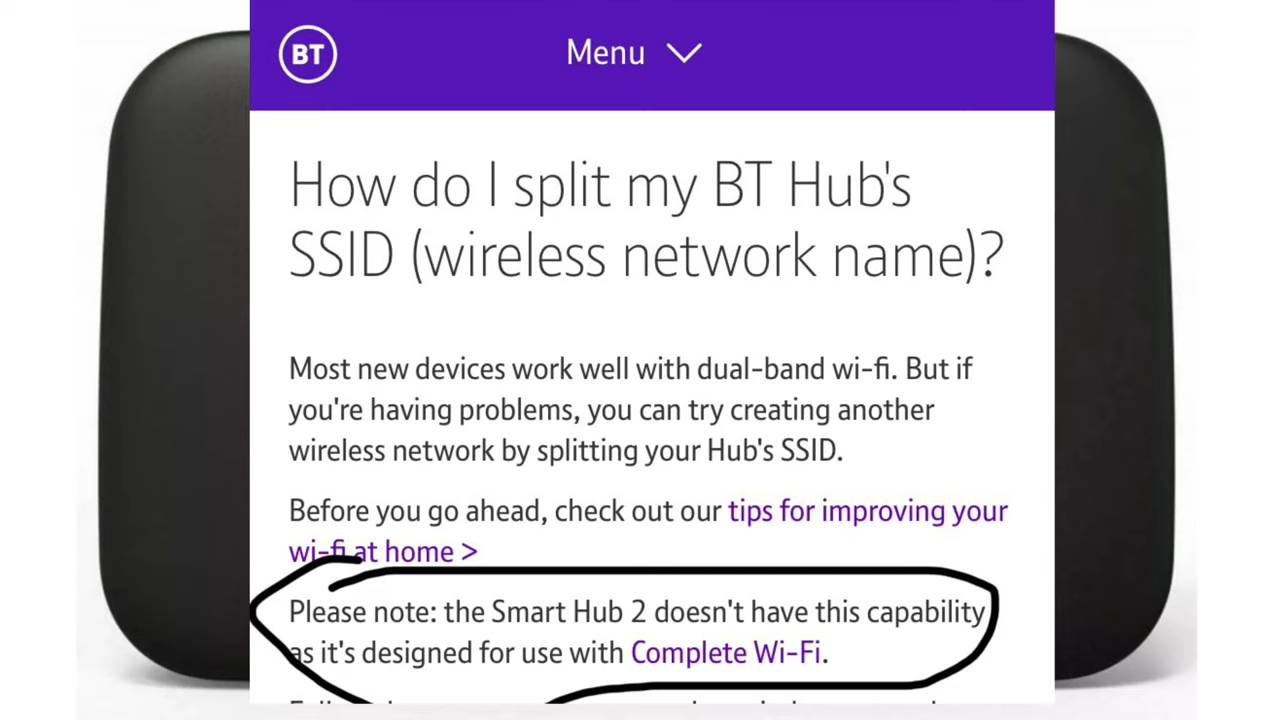 BT
Menu
How do I split my BT Hub's
SSID (wireless network name)?
Most new devices work well with dual-band wi-fi. But if
you're having problems, you can try creating another
wireless network by splitting your Hub's SSID.
Before you go ahead, check out our tips for improving your
wi-fi at home >
Please note: the Smart Hub 2 doesn't have this capability
as it's designed for use with Complete Wi-Fi.